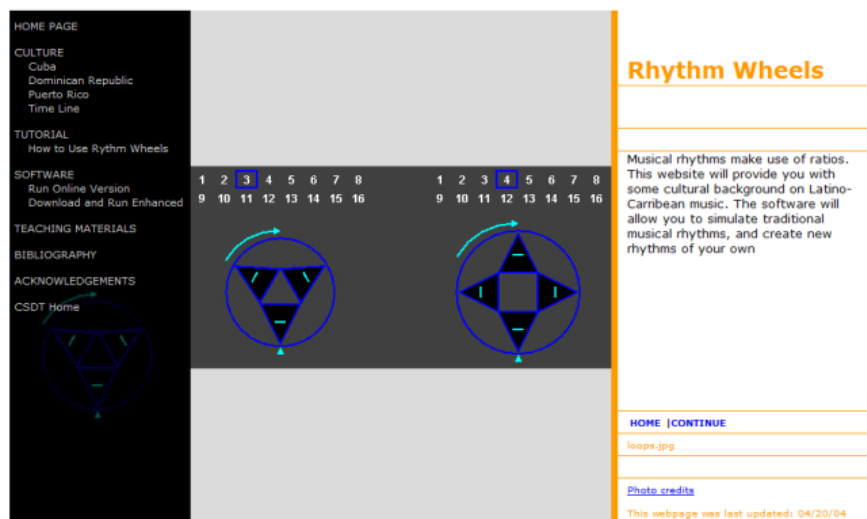 HOME PAGE
CULTURE
Cuba
Dominican Republic
Puerto Rico
Time Line
TUTORIAL
How to Use Rythm Wheels
SOFTWARE
Run Online Version
Download and Run Enhanced
TEACHING MATERIALS
BIBLIOGRAPHY
ACKNOWLEDGEMENTS
CSDT Home
1 2 3 4 5 6 7 8
9 10 11 12 13 14 15 16
1 2 3 4 5 6 7 8
9 10 11 12 13 14 15 16
Rhythm Wheels
Musical rhythms make use of ratios.
This website will provide you with
some cultural background on Latino-
Carribean music. The software will
allow you to simulate traditional
musical rhythms, and create new
rhythms of your own
HOME |CONTINUE
loops.jpg
Photo credits
This webpage was last updated: 04/20/04